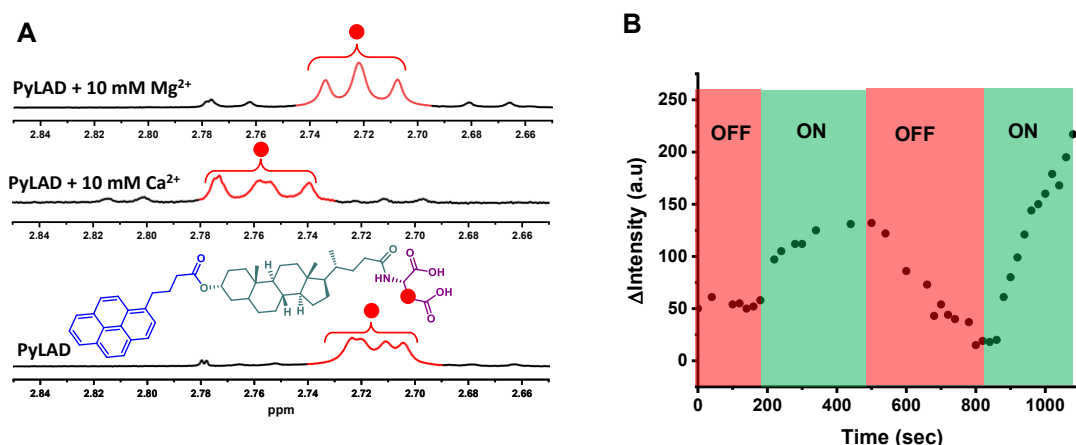 A
PyLAD + 10 mM Mg²⁺
2.84 2.82 2.80 2.78 2.76 2.74 2.72 2.70 2.68 2.66
PyLAD + 10 mM Ca²⁺
2.84 2.82 2.80 2.78 2.76 2.74 2.72 2.70 2.68 2.66
O
O
H
H
H
H
O
N
H
O
OH
OH
O
PyLAD
2.84 2.82 2.80 2.78 2.76 2.74 2.72 2.70 2.68 2.66
ppm
B
ΔIntensity (a.u)
250
200
150
100
50
0
OFF ON OFF ON
0 200 400 600 800 1000
Time (sec)